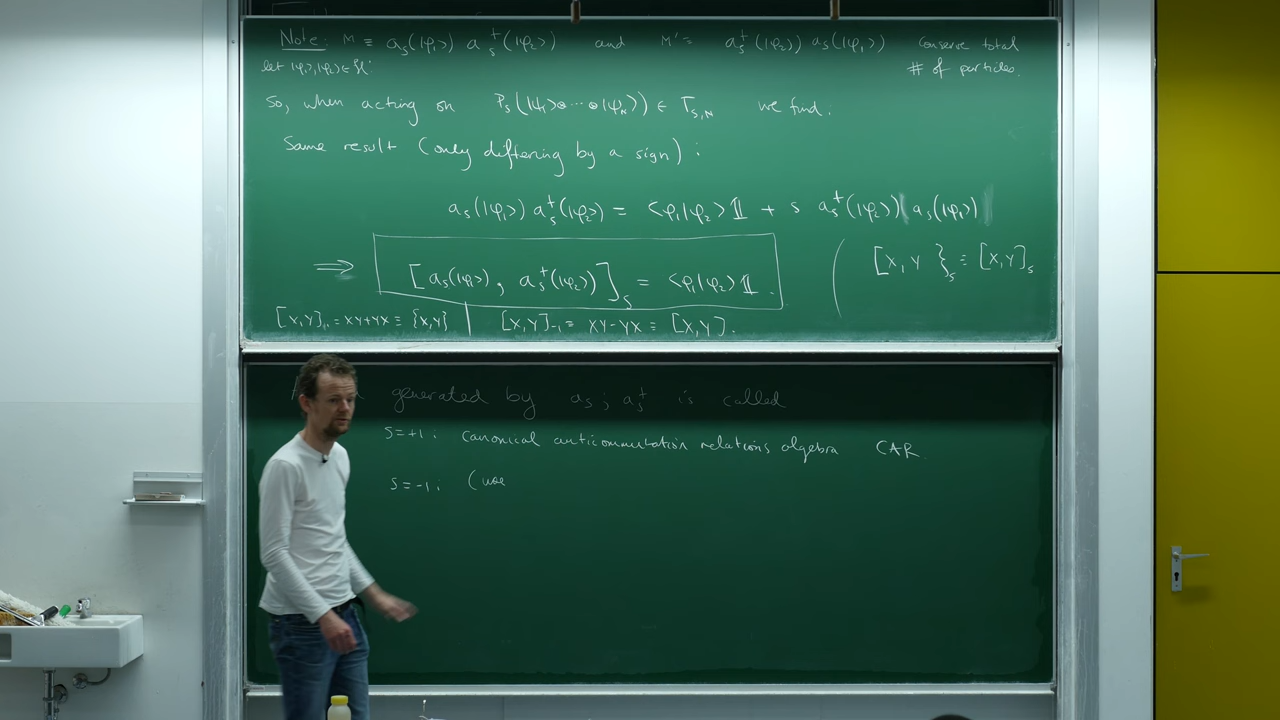 Note: M ≡ a_s(|φ₁⟩) a_s^†(|φ₂⟩) and M' = a_s^†(|φ₂⟩) a_s(|φ₁⟩) conserve total
let |φ₁⟩,|φ₂⟩ ∈ ℋ. # of particles.
So, when acting on P_s(|ψ₁⟩⊗···⊗|ψ_N⟩) ∈ T_{s,N} we find:
Same result (only differing by a sign):
a_s(|φ₁⟩) a_s^†(|φ₂⟩) = ⟨φ₁|φ₂⟩𝟙 + s a_s^†(|φ₂⟩) a_s(|φ₁⟩)
⟹ [a_s(|φ₁⟩), a_s^†(|φ₂⟩)]_s = ⟨φ₁|φ₂⟩𝟙. ( [X,Y}_s ≡ [X,Y]_s
[X,Y]_{+1} = XY+YX ≡ {X,Y} | [X,Y]_{-1} = XY-YX ≡ [X,Y].
generated by a_s, a_s^† is called
s=+1: canonical anticommutation relations algebra CAR.
s=-1: (use